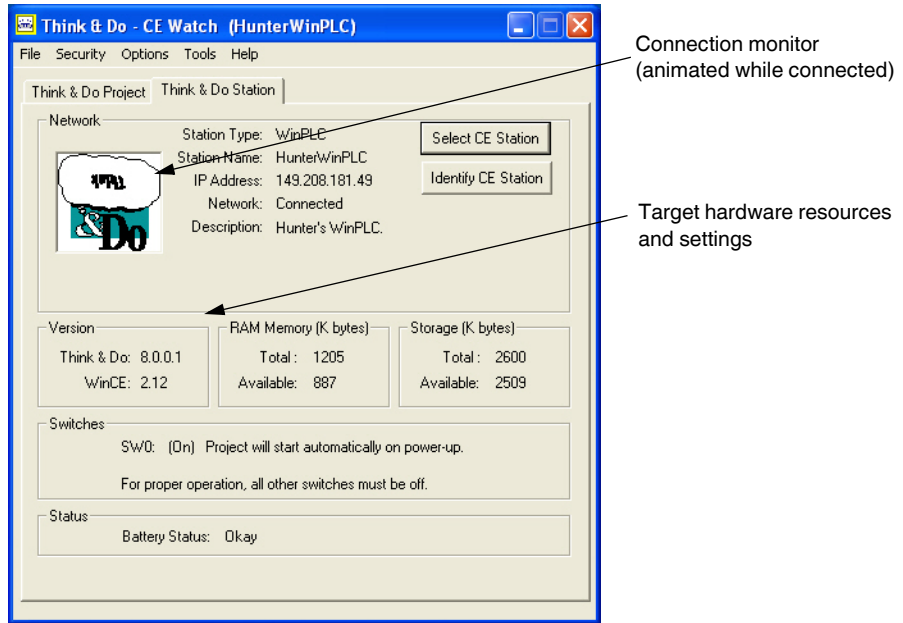 Think & Do - CE Watch (HunterWinPLC)
File Security Options Tools Help
Think & Do Project Think & Do Station
Network
Station Type: WinPLC
Station Name: HunterWinPLC
IP Address: 149.208.181.49
Network: Connected
Description: Hunter's WinPLC.
Select CE Station
Identify CE Station
&Do
Version
Think & Do: 8.0.0.1
WinCE: 2.12
RAM Memory (K bytes)
Total : 1205
Available: 887
Storage (K bytes)
Total : 2600
Available: 2509
Switches
SW0: (On) Project will start automatically on power-up.
For proper operation, all other switches must be off.
Status
Battery Status: Okay
Connection monitor
(animated while connected)
Target hardware resources
and settings